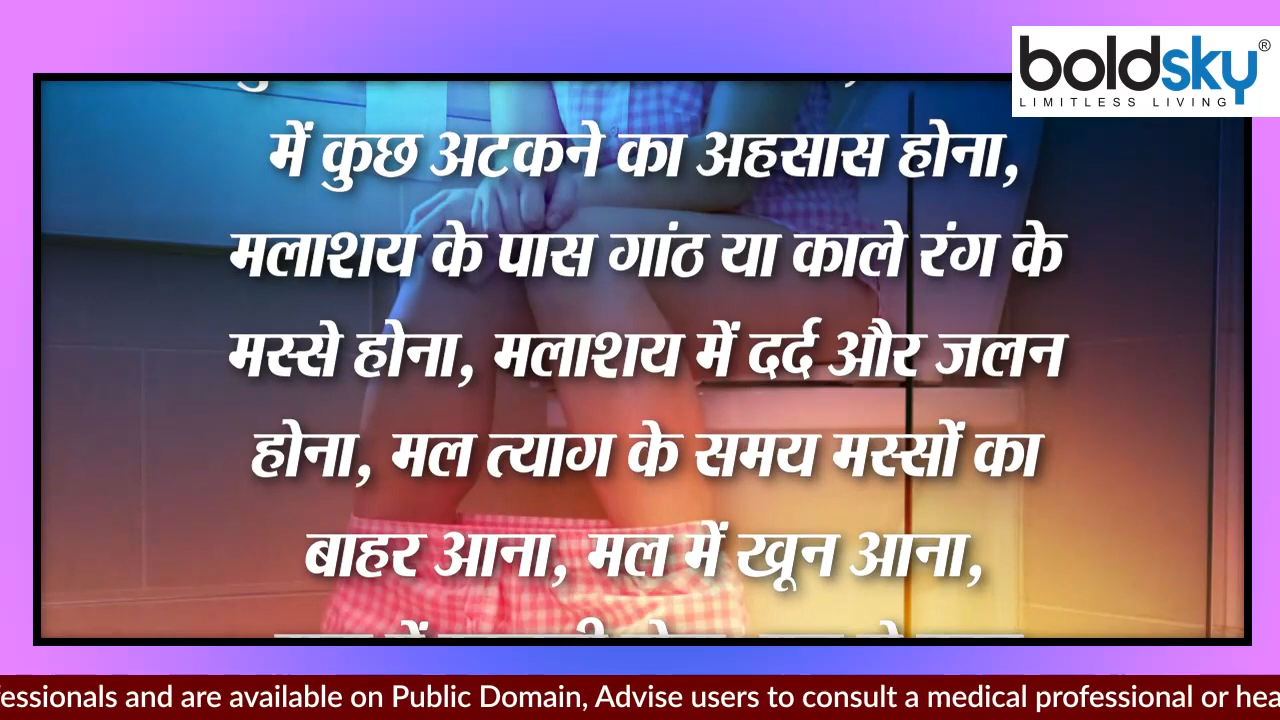 boldsky®
LIMITLESS LIVING
में कुछ अटकने का अहसास होना,
मलाशय के पास गांठ या काले रंग के
मस्से होना, मलाशय में दर्द और जलन
होना, मल त्याग के समय मस्सों का
बाहर आना, मल में खून आना,
essionals and are available on Public Domain, Advise users to consult a medical professional or hea